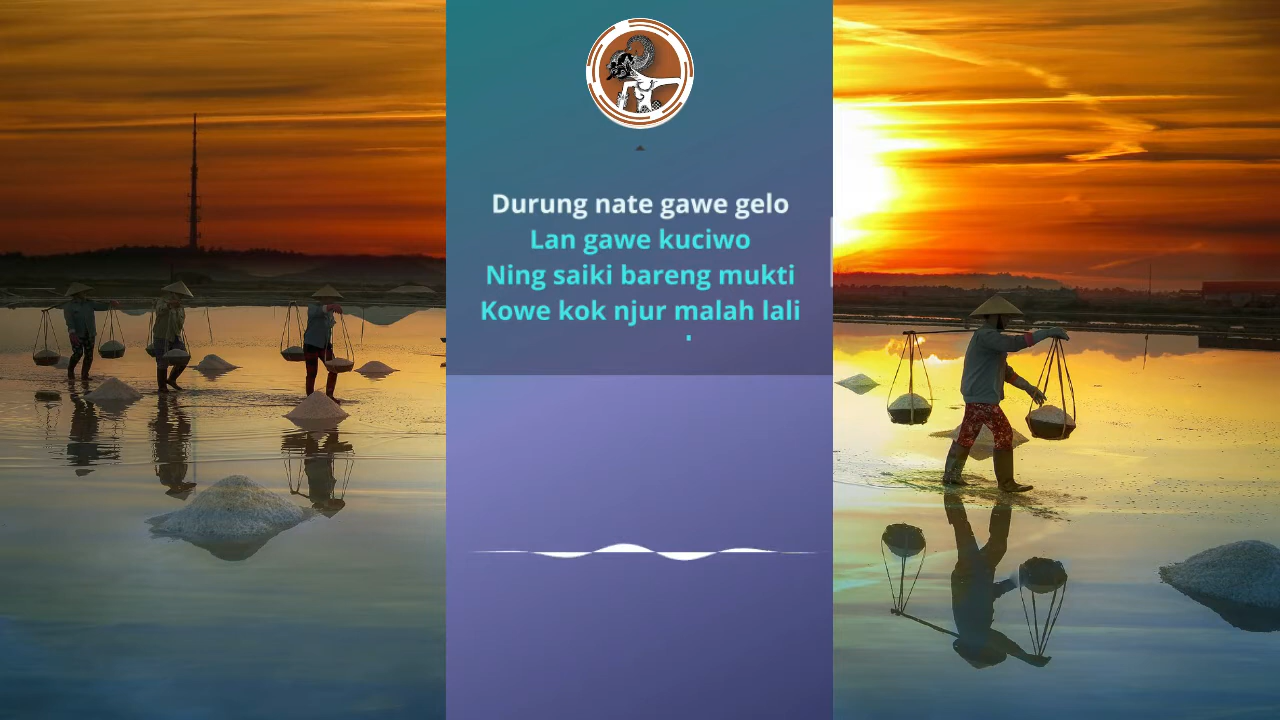 Durung nate gawe gelo
Lan gawe kuciwo
Ning saiki bareng mukti
Kowe kok njur malah lali